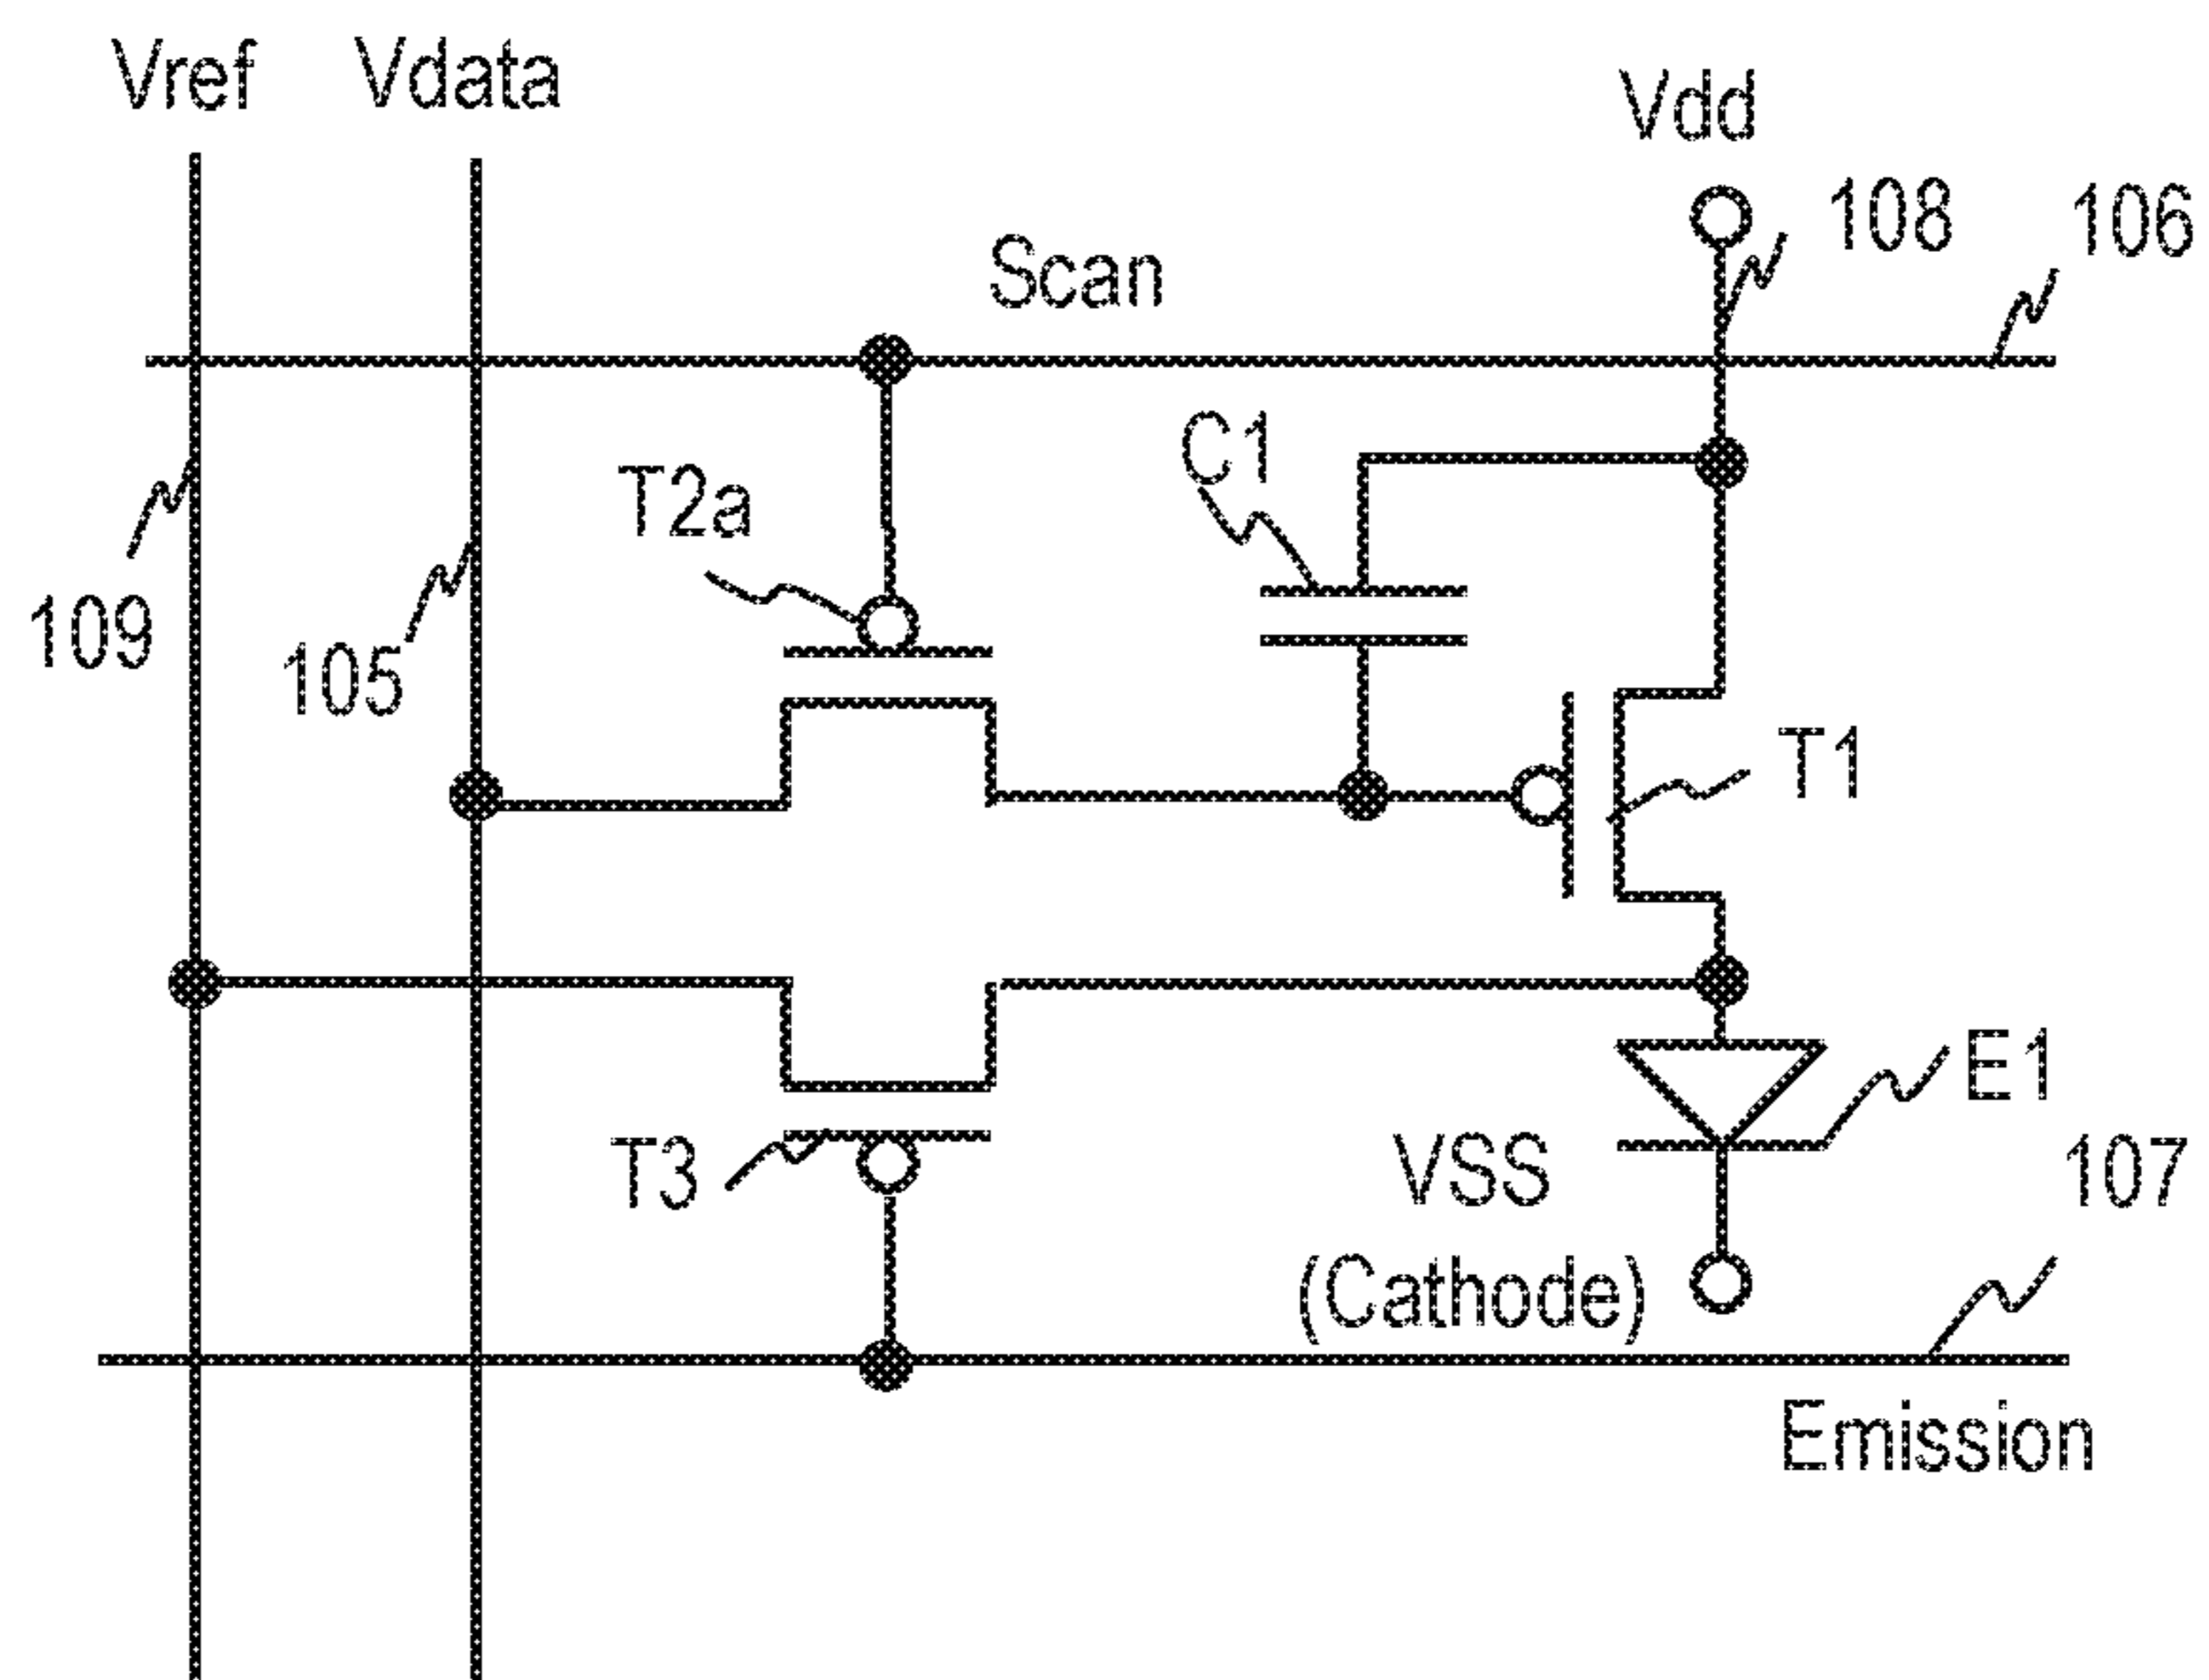 Vref
Vdata
Vdd
108
106
Scan
C1
T2a
109
105
T1
E1
T3
VSS
(Cathode)
107
Emission